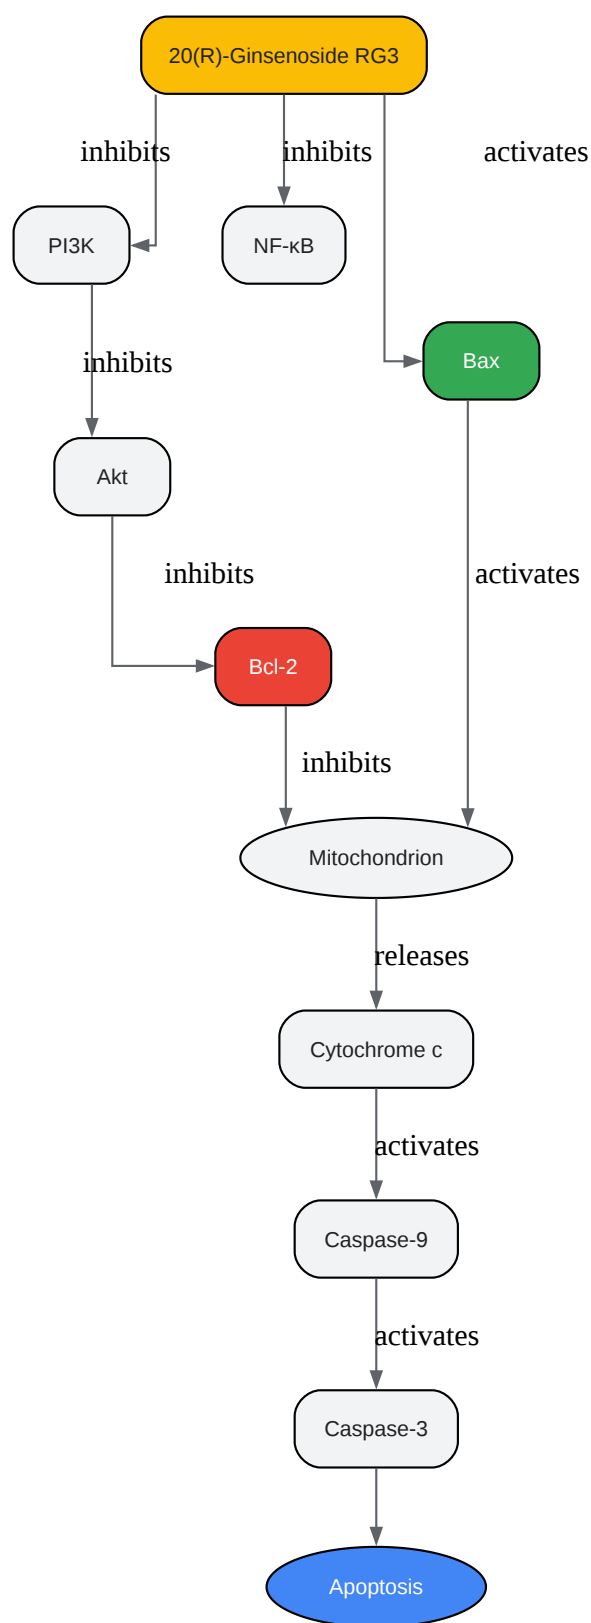 20(R)-Ginsenoside RG3
inhibits
inhibits
activates
PI3K
NF-κB
Bax
inhibits
Akt
inhibits
activates
Bcl-2
inhibits
Mitochondrion
releases
Cytochrome c
activates
Caspase-9
activates
Caspase-3
Apoptosis